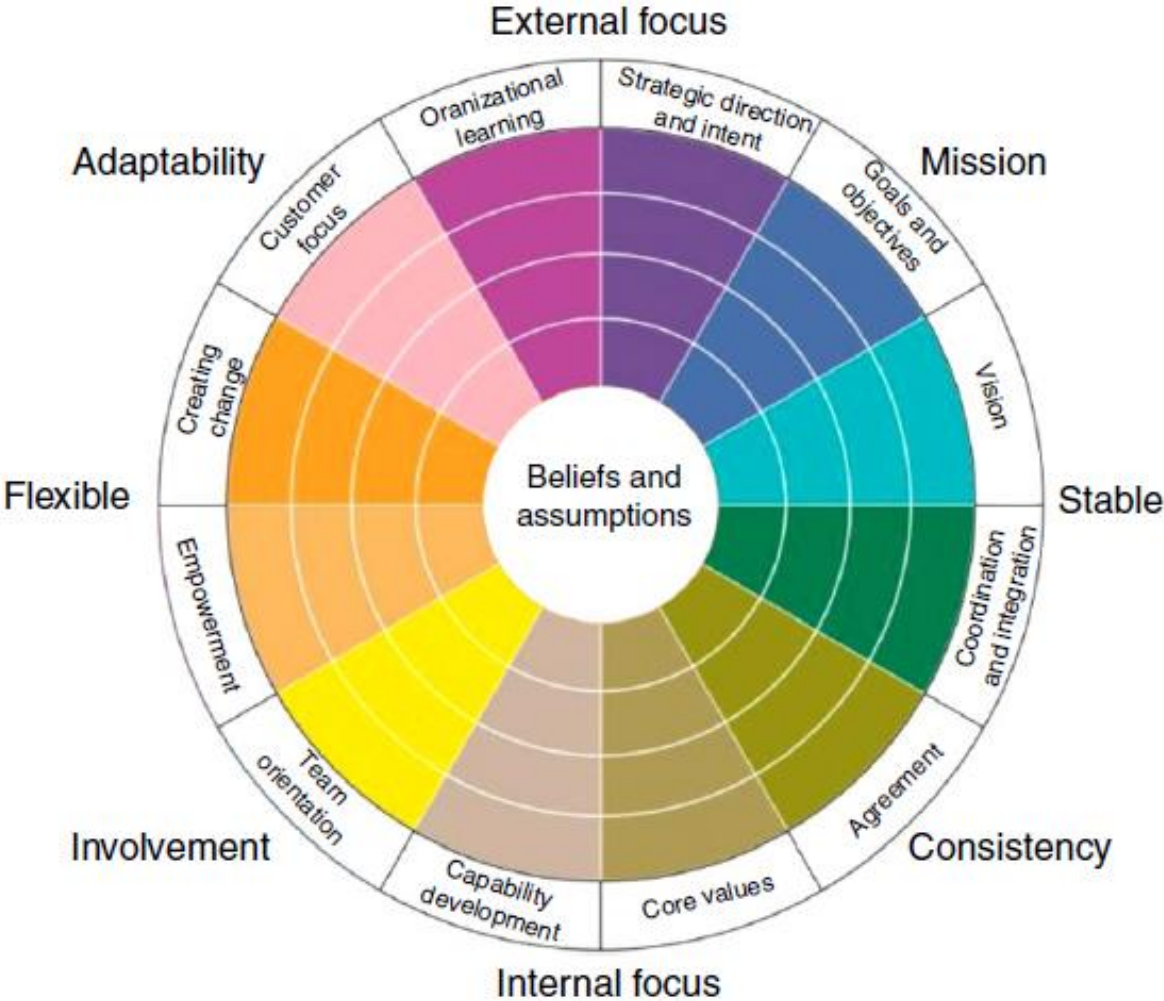 External focus
Oranizational
learning
Strategic direction
and intent
Adaptability
Mission
Customer
focus
Goals and
objectives
Creating
change
Vision
Flexible
Beliefs and
assumptions
Stable
Empowerment
Coordination
and integration
Team
orientation
Agreement
Involvement
Consistency
Capability
development
Core values
Internal focus